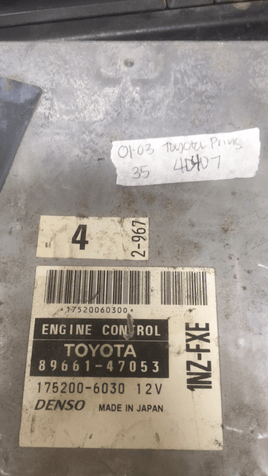 01-03 Toyota Prius
35 40407
4
2-967
*17520060300*
ENGINE CONTROL
TOYOTA
89661-47053
175200-6030 12V
DENSO MADE IN JAPAN
1NZ-FXE